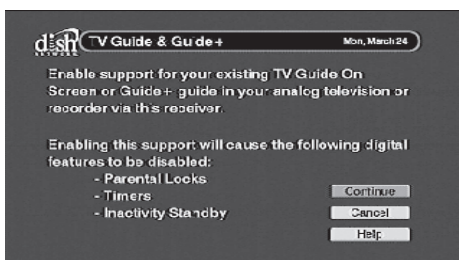 dish NETWORK TV Guide & Guide+ Mon, March 24
Enable support for your existing TV Guide On
Screen or Guide+ guide in your analog television or
recorder via this receiver.
Enabling this support will cause the following digital
features to be disabled:
- Parental Locks
- Timers
- Inactivity Standby
Continue
Cancel
Help